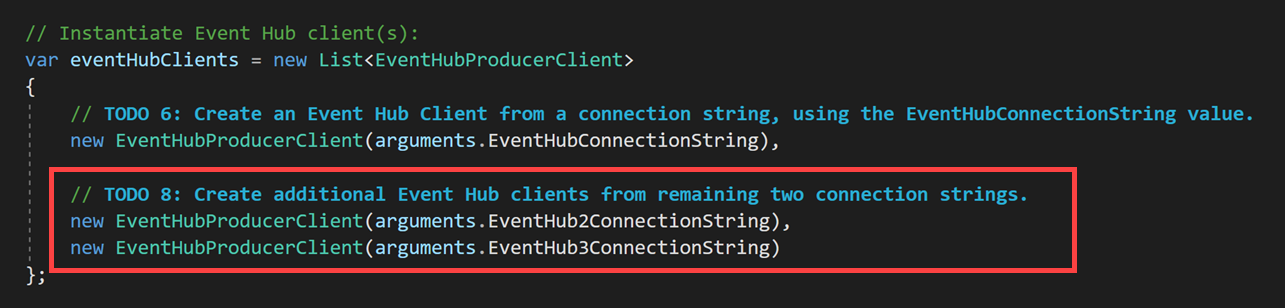 // Instantiate Event Hub client(s):
var eventHubClients = new List<EventHubProducerClient>
{
// TODO 6: Create an Event Hub Client from a connection string, using the EventHubConnectionString value.
new EventHubProducerClient(arguments.EventHubConnectionString),
// TODO 8: Create additional Event Hub clients from remaining two connection strings.
new EventHubProducerClient(arguments.EventHub2ConnectionString),
new EventHubProducerClient(arguments.EventHub3ConnectionString)
};